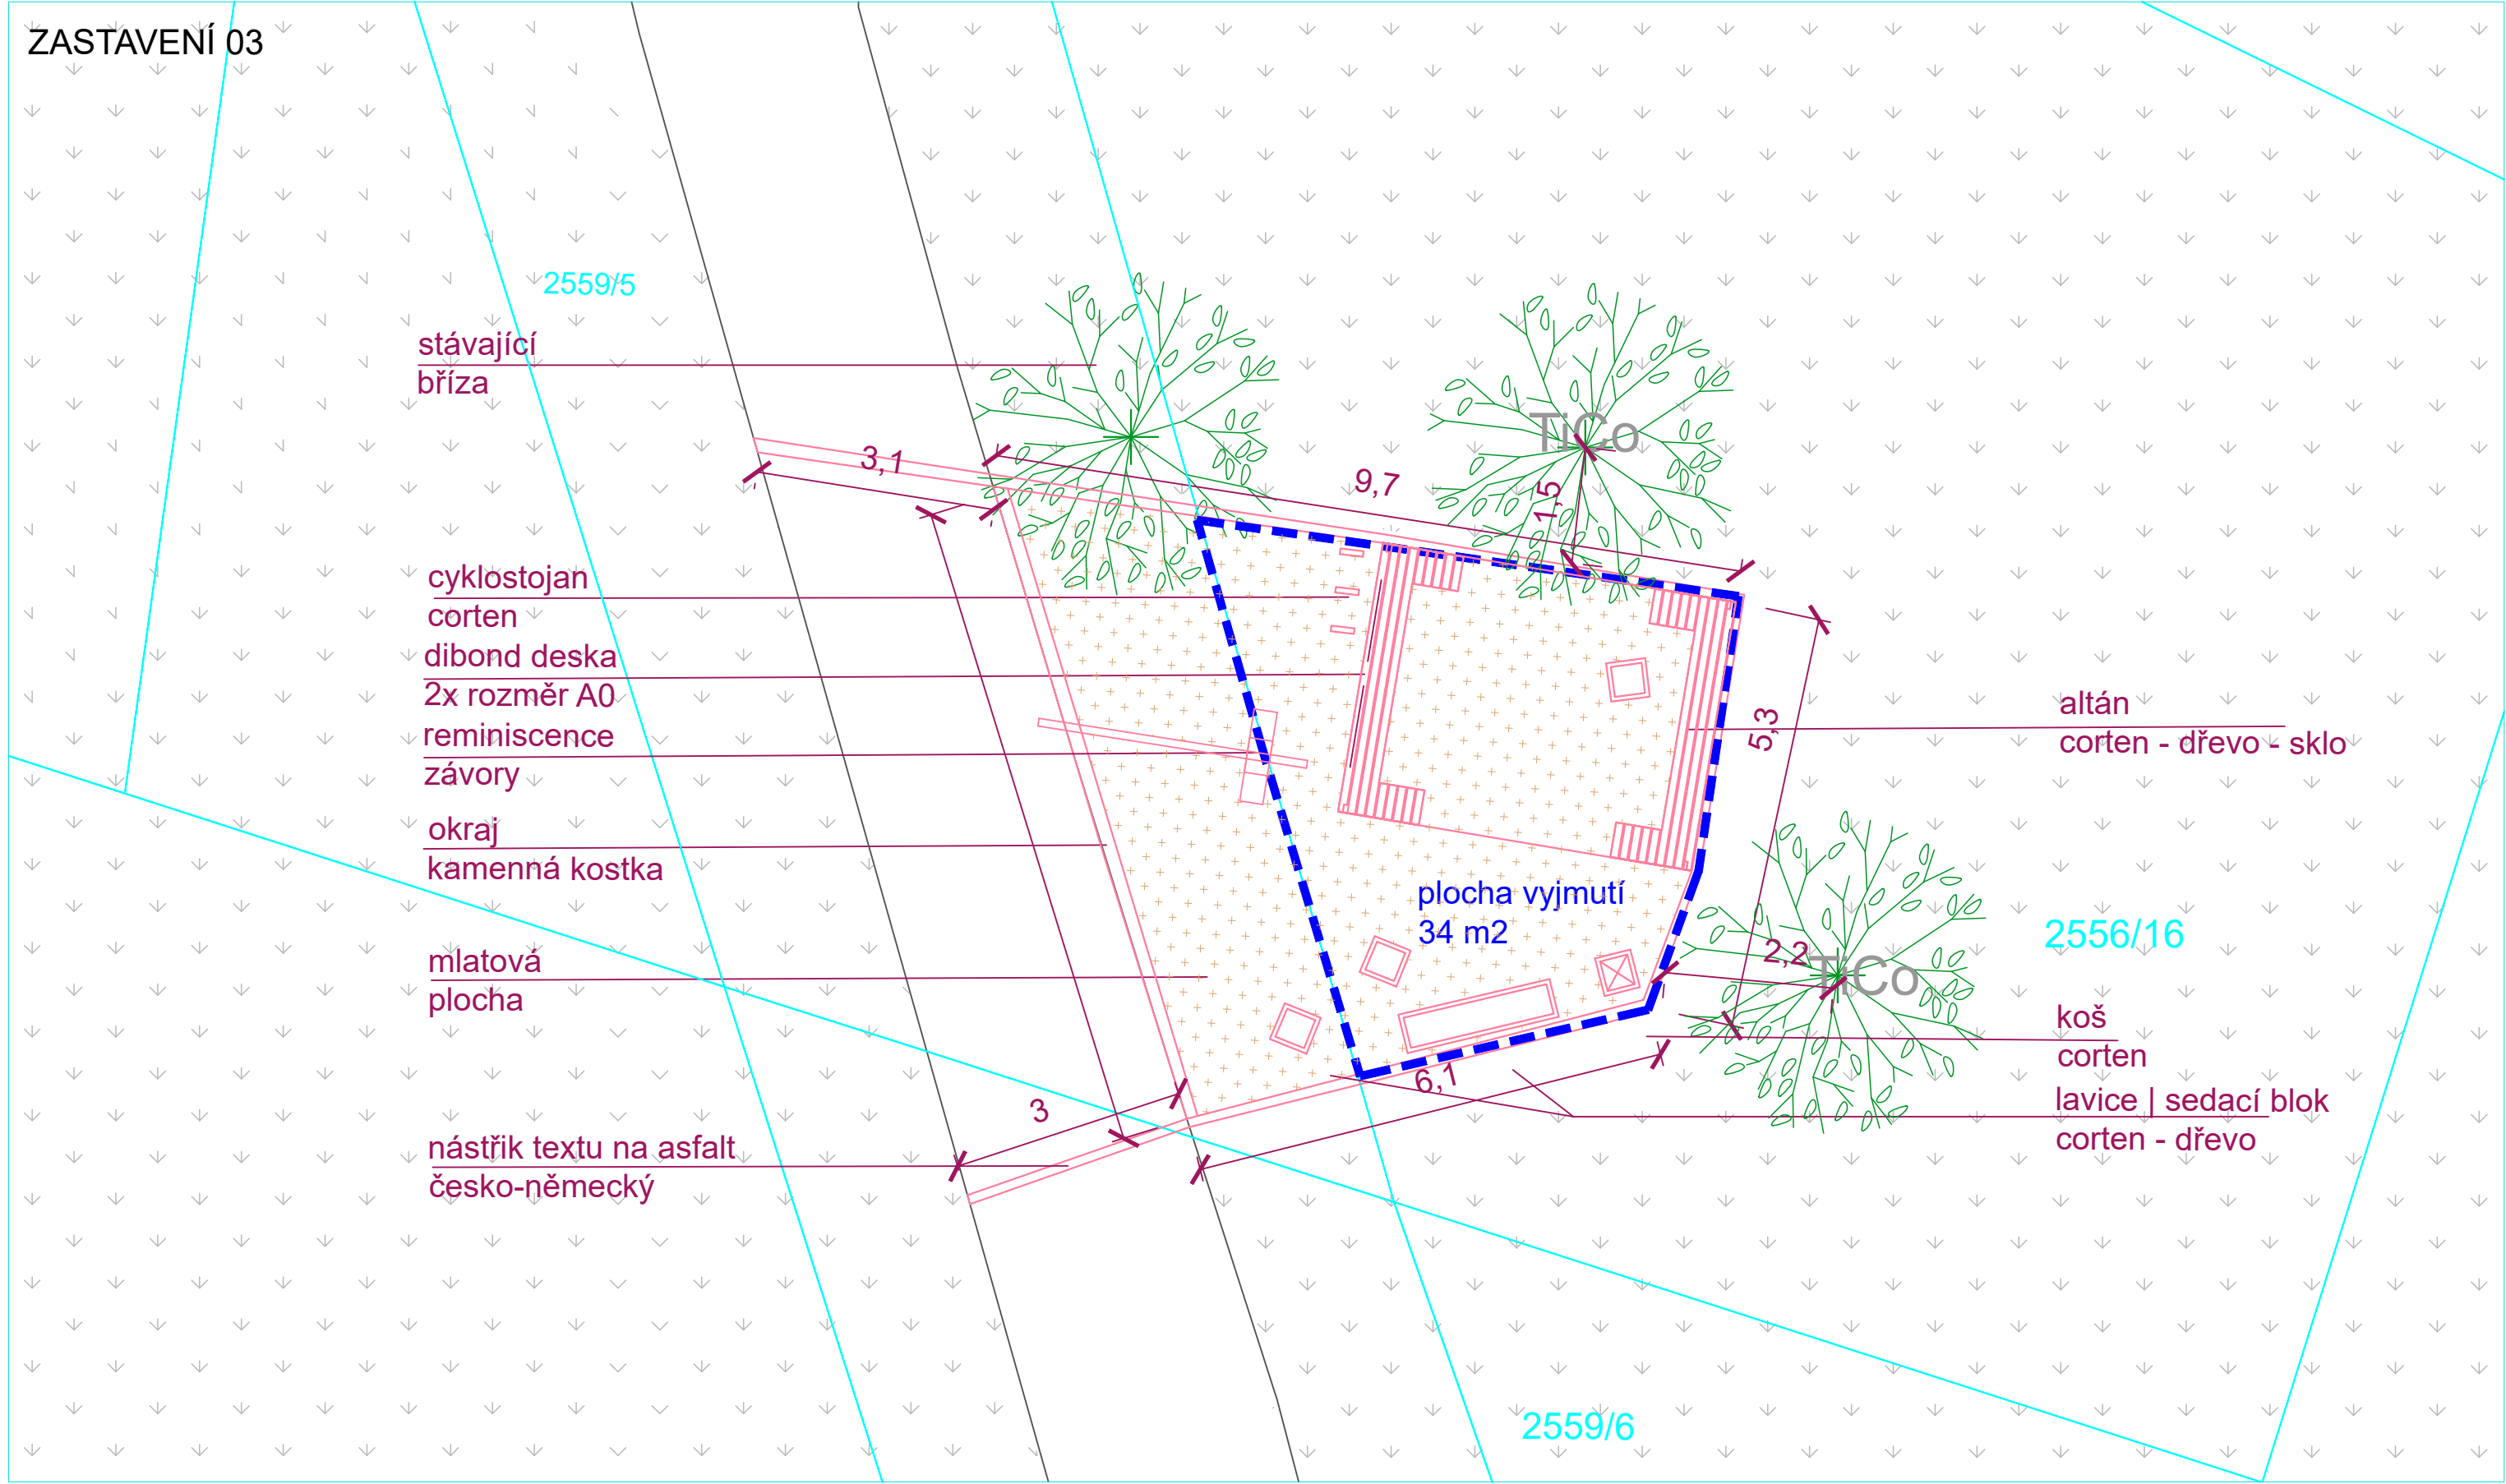 ZASTAVENÍ 03
2559/5
stávající
bříza
3,1
9,7
1,5
TiCo
cyklostojan
corten
dibond deska
2x rozměr A0
reminiscence
závory
okraj
kamenná kostka
mlatová
plocha
nástřik textu na asfalt
česko-německý
3
6,1
plocha vyjmutí
34 m2
5,3
2,2
TiCo
altán
corten - dřevo - sklo
2556/16
koš
corten
lavice | sedací blok
corten - dřevo
2559/6